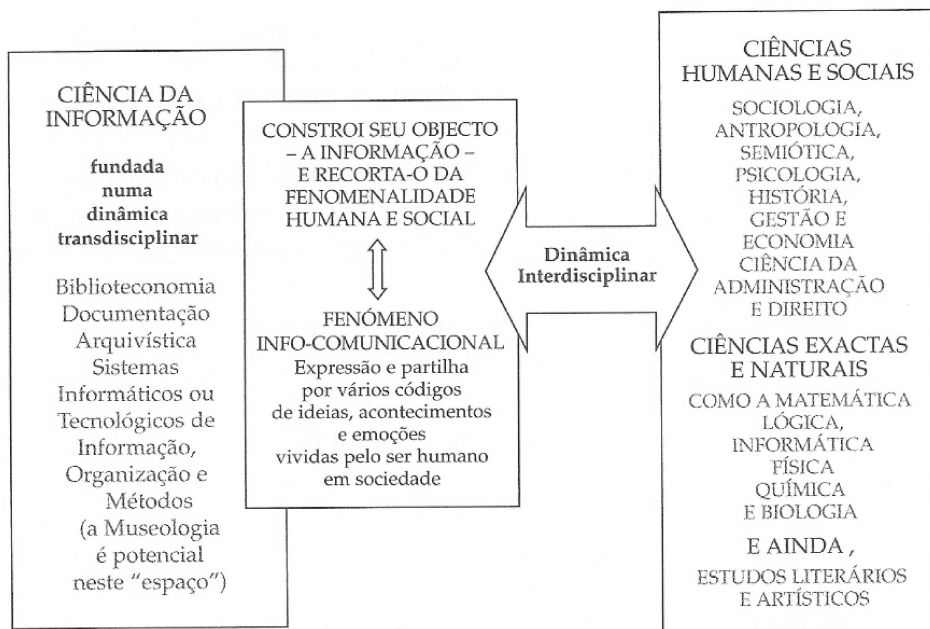 CIÊNCIA DA
INFORMAÇÃO
fundada
numa
dinâmica
transdisciplinar
Biblioteconomia
Documentação
Arquivística
Sistemas
Informáticos ou
Tecnológicos de
Informação,
Organização e
Métodos
(a Museologia
é potencial
neste “espaço”)
CONSTROI SEU OBJECTO
– A INFORMAÇÃO –
E RECORTA-O DA
FENOMENALIDADE
HUMANA E SOCIAL
FENÓMENO
INFO-COMUNICACIONAL
Expressão e partilha
por vários códigos
de ideias, acontecimentos
e emoções
vividas pelo ser humano
em sociedade
Dinâmica
Interdisciplinar
CIÊNCIAS
HUMANAS E SOCIAIS
SOCIOLOGIA,
ANTROPOLOGIA,
SEMIÓTICA,
PSICOLOGIA,
HISTÓRIA,
GESTÃO E
ECONOMIA
CIÊNCIA DA
ADMINISTRAÇÃO
E DIREITO
CIÊNCIAS EXACTAS
E NATURAIS
COMO A MATEMÁTICA
LÓGICA,
INFORMÁTICA
FÍSICA
QUÍMICA
E BIOLOGIA
E AINDA ,
ESTUDOS LITERÁRIOS
E ARTÍSTICOS